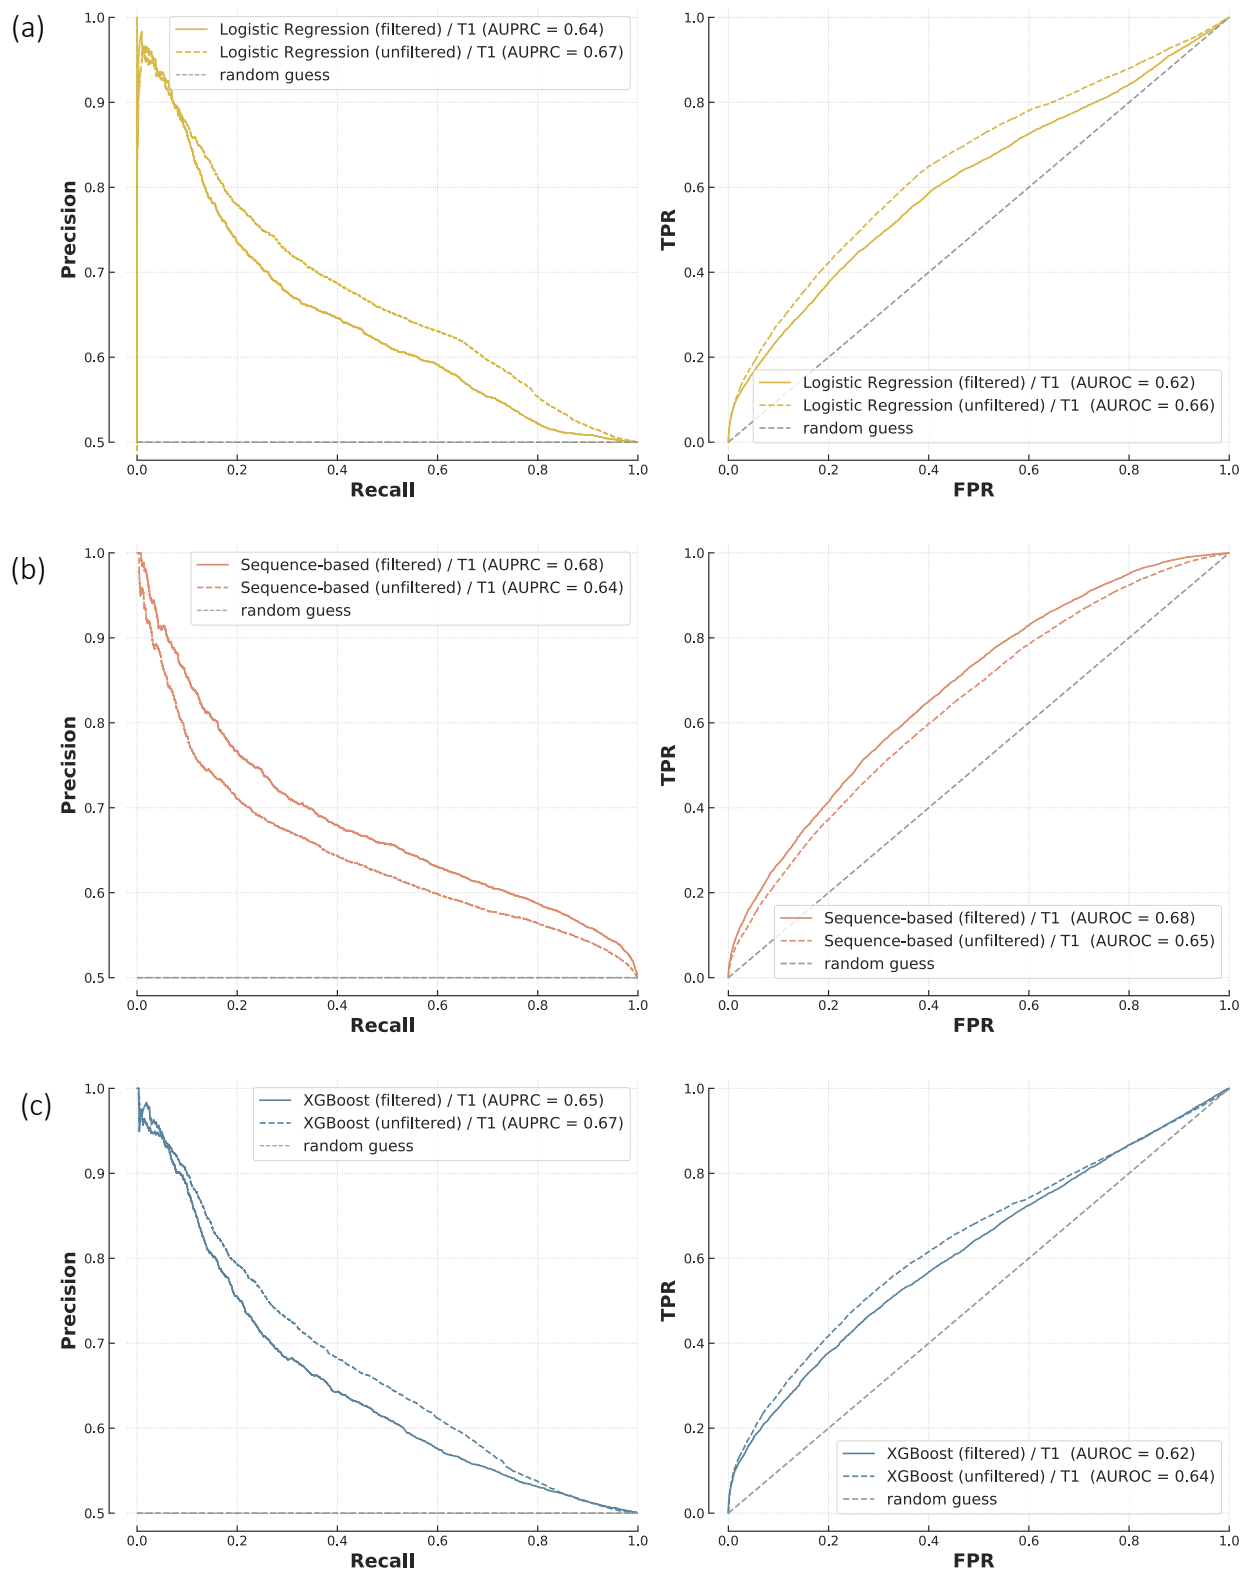 (a)
1.0
0.9
0.8
0.7
0.6
0.5
Precision
Logistic Regression (filtered) / T1 (AUPRC = 0.64)
Logistic Regression (unfiltered) / T1 (AUPRC = 0.67)
random guess
0.0 0.2 0.4 0.6 0.8 1.0
Recall
1.0
0.8
0.6
0.4
0.2
0.0
TPR
Logistic Regression (filtered) / T1 (AUROC = 0.62)
Logistic Regression (unfiltered) / T1 (AUROC = 0.66)
random guess
0.0 0.2 0.4 0.6 0.8 1.0
FPR
(b)
1.0
0.9
0.8
0.7
0.6
0.5
Precision
Sequence-based (filtered) / T1 (AUPRC = 0.68)
Sequence-based (unfiltered) / T1 (AUPRC = 0.64)
random guess
0.0 0.2 0.4 0.6 0.8 1.0
Recall
1.0
0.8
0.6
0.4
0.2
0.0
TPR
Sequence-based (filtered) / T1 (AUROC = 0.68)
Sequence-based (unfiltered) / T1 (AUROC = 0.65)
random guess
0.0 0.2 0.4 0.6 0.8 1.0
FPR
(c)
1.0
0.9
0.8
0.7
0.6
0.5
Precision
XGBoost (filtered) / T1 (AUPRC = 0.65)
XGBoost (unfiltered) / T1 (AUPRC = 0.67)
random guess
0.0 0.2 0.4 0.6 0.8 1.0
Recall
1.0
0.8
0.6
0.4
0.2
0.0
TPR
XGBoost (filtered) / T1 (AUROC = 0.62)
XGBoost (unfiltered) / T1 (AUROC = 0.64)
random guess
0.0 0.2 0.4 0.6 0.8 1.0
FPR